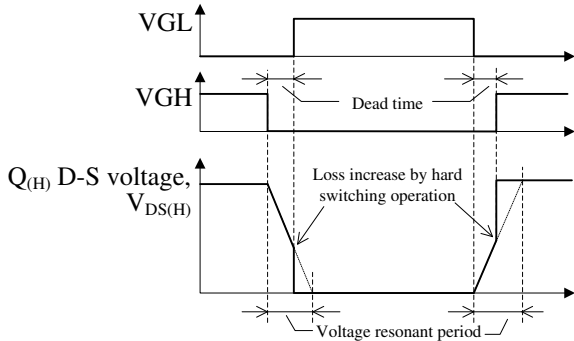 VGL
VGH
Dead time
Q(H) D-S voltage,
VDS(H)
Loss increase by hard
switching operation
Voltage resonant period